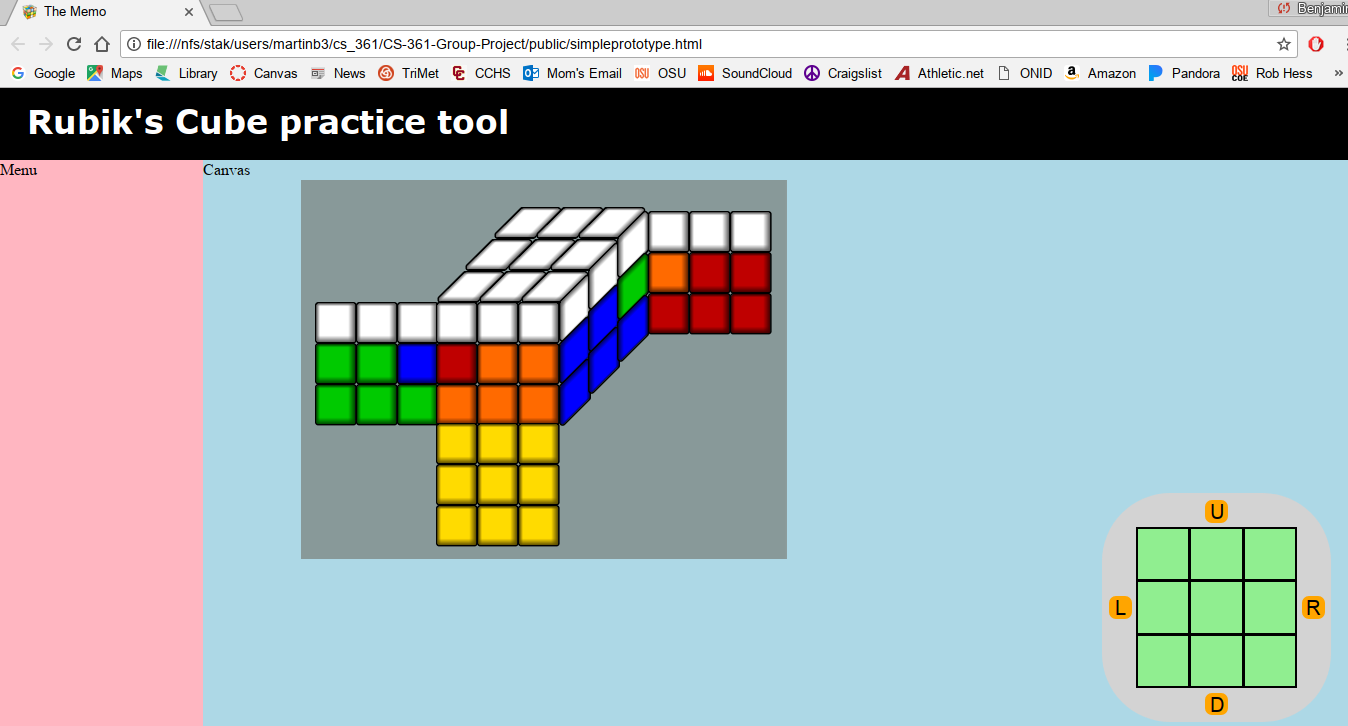 The Memo
Benjamin
file:///nfs/stak/users/martinb3/cs_361/CS-361-Group-Project/public/simpleprototype.html
Google Maps Library Canvas News TriMet CCHS Mom's Email OSU SoundCloud Craigslist Athletic.net ONID Amazon Pandora Rob Hess »
Rubik's Cube practice tool
Menu
Canvas
U
L
R
D